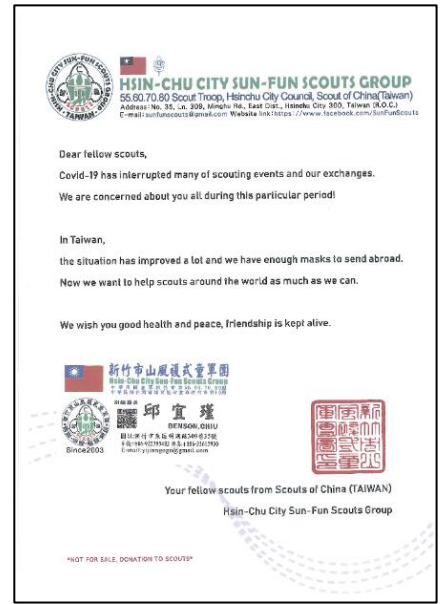 HSIN-CHU CITY SUN-FUN SCOUTS GROUP
55.60.70.80 Scout Troop, Hsinchu City Council, Scout of China(Taiwan)
Address: No. 35, Ln. 309, Minghu Rd., East Dist., Hsinchu City 300, Taiwan (R.O.C.)
E-mail: sunfunscouts@gmail.com Website link: https://www.facebook.com/SunFunScouts
Dear fellow scouts,
Covid-19 has interrupted many of scouting events and our exchanges.
We are concerned about you all during this particular period!
In Taiwan,
the situation has improved a lot and we have enough masks to send abroad.
Now we want to help scouts around the world as much as we can.
We wish you good health and peace, friendship is kept alive.
新竹市山風複式童軍團
Hsin-Chu City Sun-Fun Scouts Group
邱宜瑾
BENSON,CHIU
Since2003
Your fellow scouts from Scouts of China (TAIWAN)
Hsin-Chu City Sun-Fun Scouts Group
*NOT FOR SALE, DONATION TO SCOUTS*